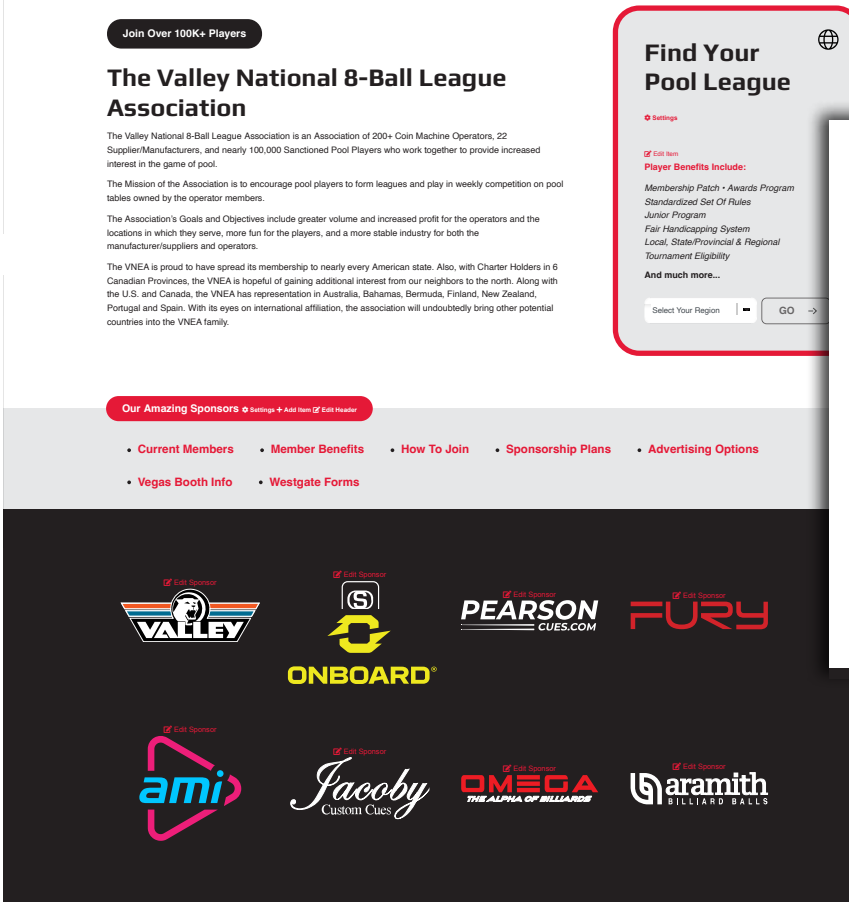 Join Over 100K+ Players
The Valley National 8-Ball League
Association
The Valley National 8-Ball League Association is an Association of 200+ Coin Machine Operators, 22
Supplier/Manufacturers, and nearly 100,000 Sanctioned Pool Players who work together to provide increased
interest in the game of pool.
The Mission of the Association is to encourage pool players to form leagues and play in weekly competition on pool
tables owned by the operator members.
The Association's Goals and Objectives include greater volume and increased profit for the operators and the
locations in which they serve, more fun for the players, and a more stable industry for both the
manufacturer/suppliers and operators.
The VNEA is proud to have spread its membership to nearly every American state. Also, with Charter Holders in 6
Canadian Provinces, the VNEA is hopeful of gaining additional interest from our neighbors to the north. Along with
the U.S. and Canada, the VNEA has representation in Australia, Bahamas, Bermuda, Finland, New Zealand,
Portugal and Spain. With its eyes on international affiliation, the association will undoubtedly bring other potential
countries into the VNEA family.
Find Your
Pool League
Settings
Edit Item
Player Benefits Include:
Membership Patch • Awards Program
Standardized Set Of Rules
Junior Program
Fair Handicapping System
Local, State/Provincial & Regional
Tournament Eligibility
And much more...
Select Your Region
GO
Our Amazing Sponsors Settings + Add Item Edit Header
• Current Members • Member Benefits • How To Join • Sponsorship Plans • Advertising Options
• Vegas Booth Info • Westgate Forms
Edit Sponsor
VALLEY
Edit Sponsor
S
ONBOARD®
Edit Sponsor
PEARSON
CUES.COM
Edit Sponsor
FURY
Edit Sponsor
ami
Edit Sponsor
Jacoby
Custom Cues
Edit Sponsor
OMEGA
THE ALPHA OF BILLIARDS
Edit Sponsor
aramith
BILLIARD BALLS